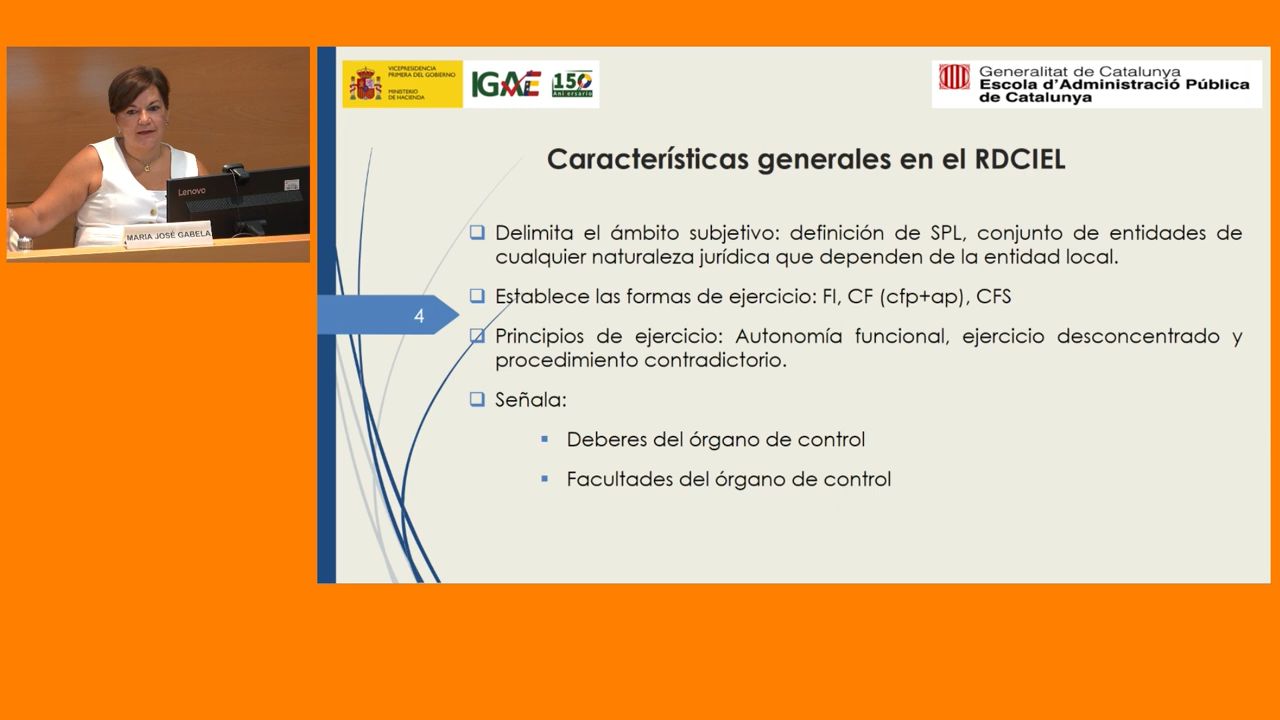 Lenovo
MARIA JOSÉ GABELA
VICEPRESIDENCIA
PRIMERA DEL GOBIERNO
MINISTERIO
DE HACIENDA
IGAE
150
Aniversario
Generalitat de Catalunya
Escola d'Administració Pública
de Catalunya
Características generales en el RDCIEL
Delimita el ámbito subjetivo: definición de SPL, conjunto de entidades de
cualquier naturaleza jurídica que dependen de la entidad local.
Establece las formas de ejercicio: FI, CF (cfp+ap), CFS
4
Principios de ejercicio: Autonomía funcional, ejercicio desconcentrado y
procedimiento contradictorio.
Señala:
Deberes del órgano de control
Facultades del órgano de control